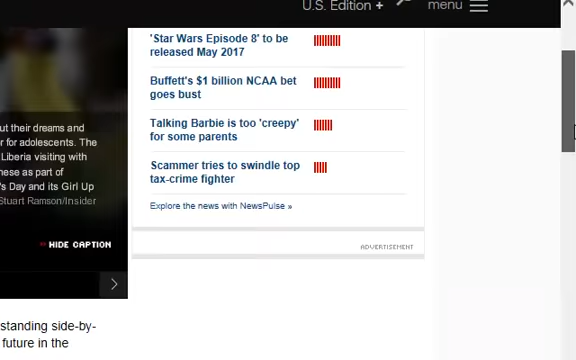 U.S. Edition +
menu
'Star Wars Episode 8' to be
released May 2017
Buffett's $1 billion NCAA bet
goes bust
Talking Barbie is too 'creepy'
for some parents
Scammer tries to swindle top
tax-crime fighter
Explore the news with NewsPulse »
ADVERTISEMENT
ut their dreams and
r for adolescents. The
Liberia visiting with
nese as part of
's Day and its Girl Up
Stuart Ramson/Insider
HIDE CAPTION
standing side-by-
future in the